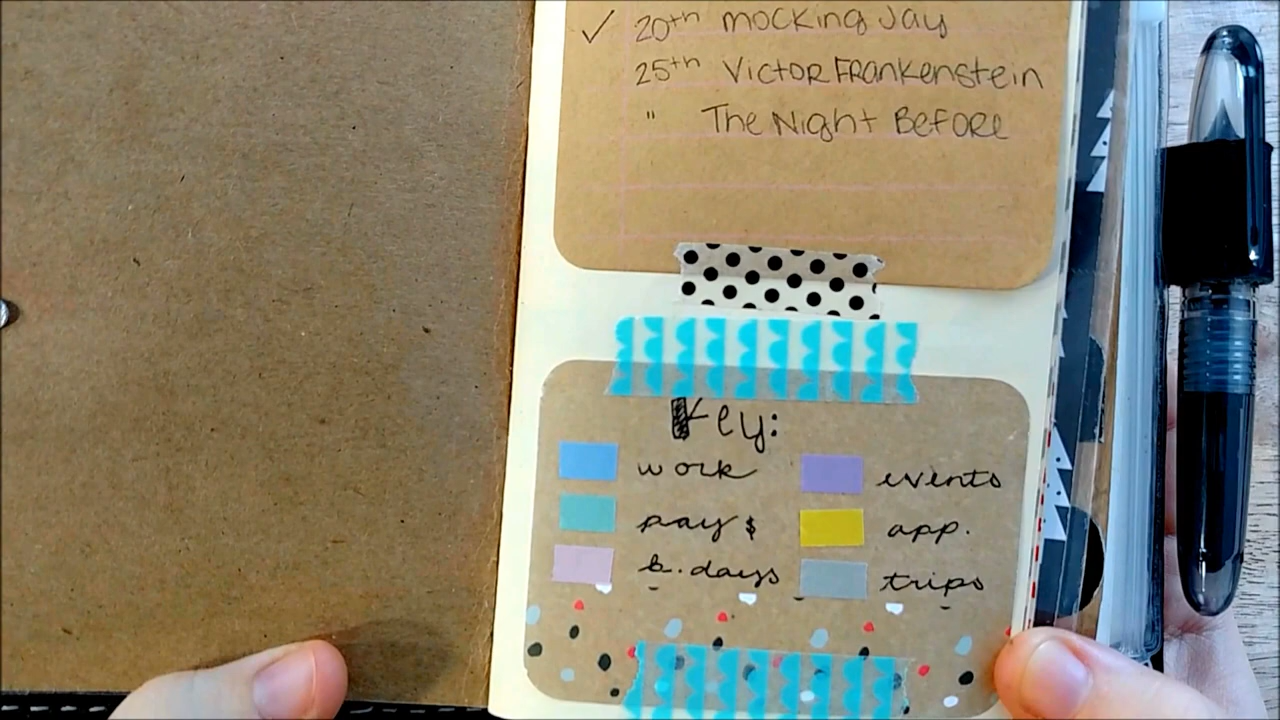 ✓ 20th mocking Jay
25th Victor Frankenstein
" The Night Before
Key:
work
events
pay $
app.
b.days
trips